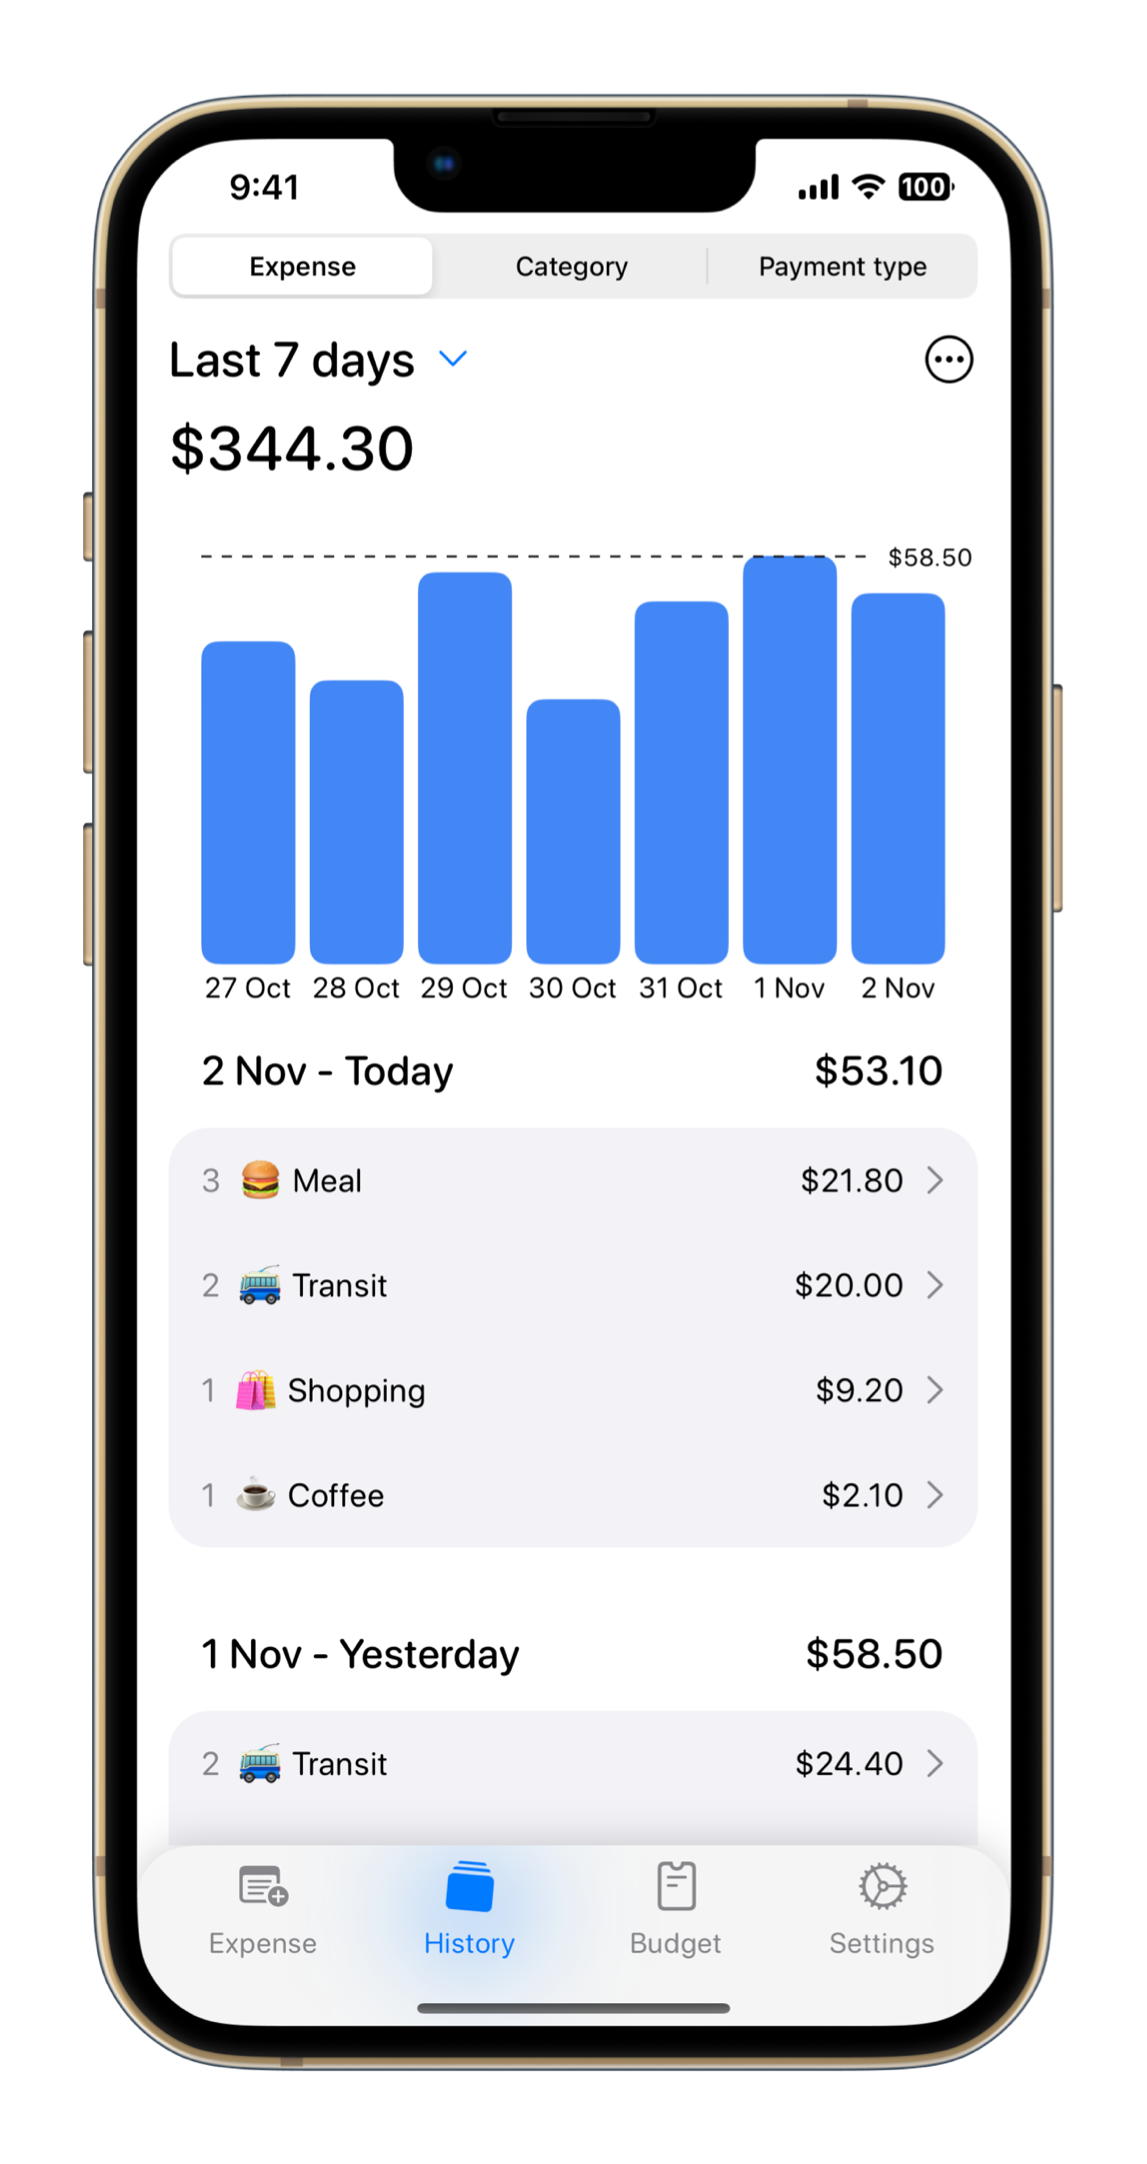 9:41 100
Expense Category Payment type
Last 7 days
$344.30
$58.50
27 Oct 28 Oct 29 Oct 30 Oct 31 Oct 1 Nov 2 Nov
2 Nov - Today $53.10
3 Meal $21.80
2 Transit $20.00
1 Shopping $9.20
1 Coffee $2.10
1 Nov - Yesterday $58.50
2 Transit $24.40
Expense History Budget Settings